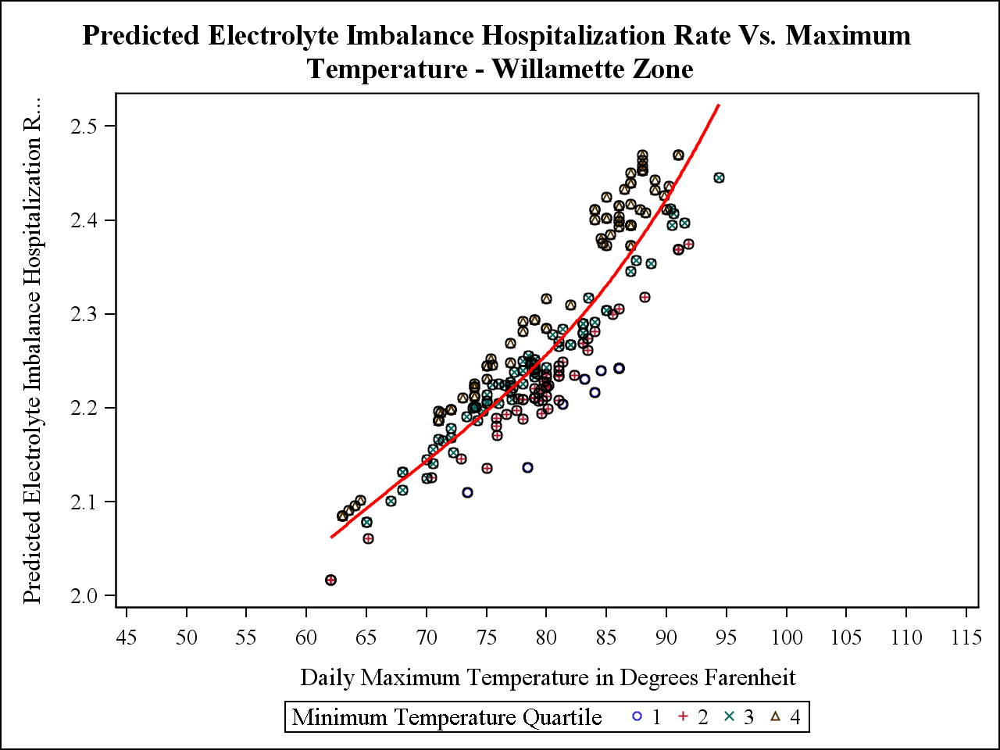 Predicted Electrolyte Imbalance Hospitalization Rate Vs. Maximum
Temperature - Willamette Zone
Predicted Electrolyte Imbalance Hospitalization R...
2.5
2.4
2.3
2.2
2.1
2.0
45 50 55 60 65 70 75 80 85 90 95 100 105 110 115
Daily Maximum Temperature in Degrees Farenheit
Minimum Temperature Quartile 1 2 3 4